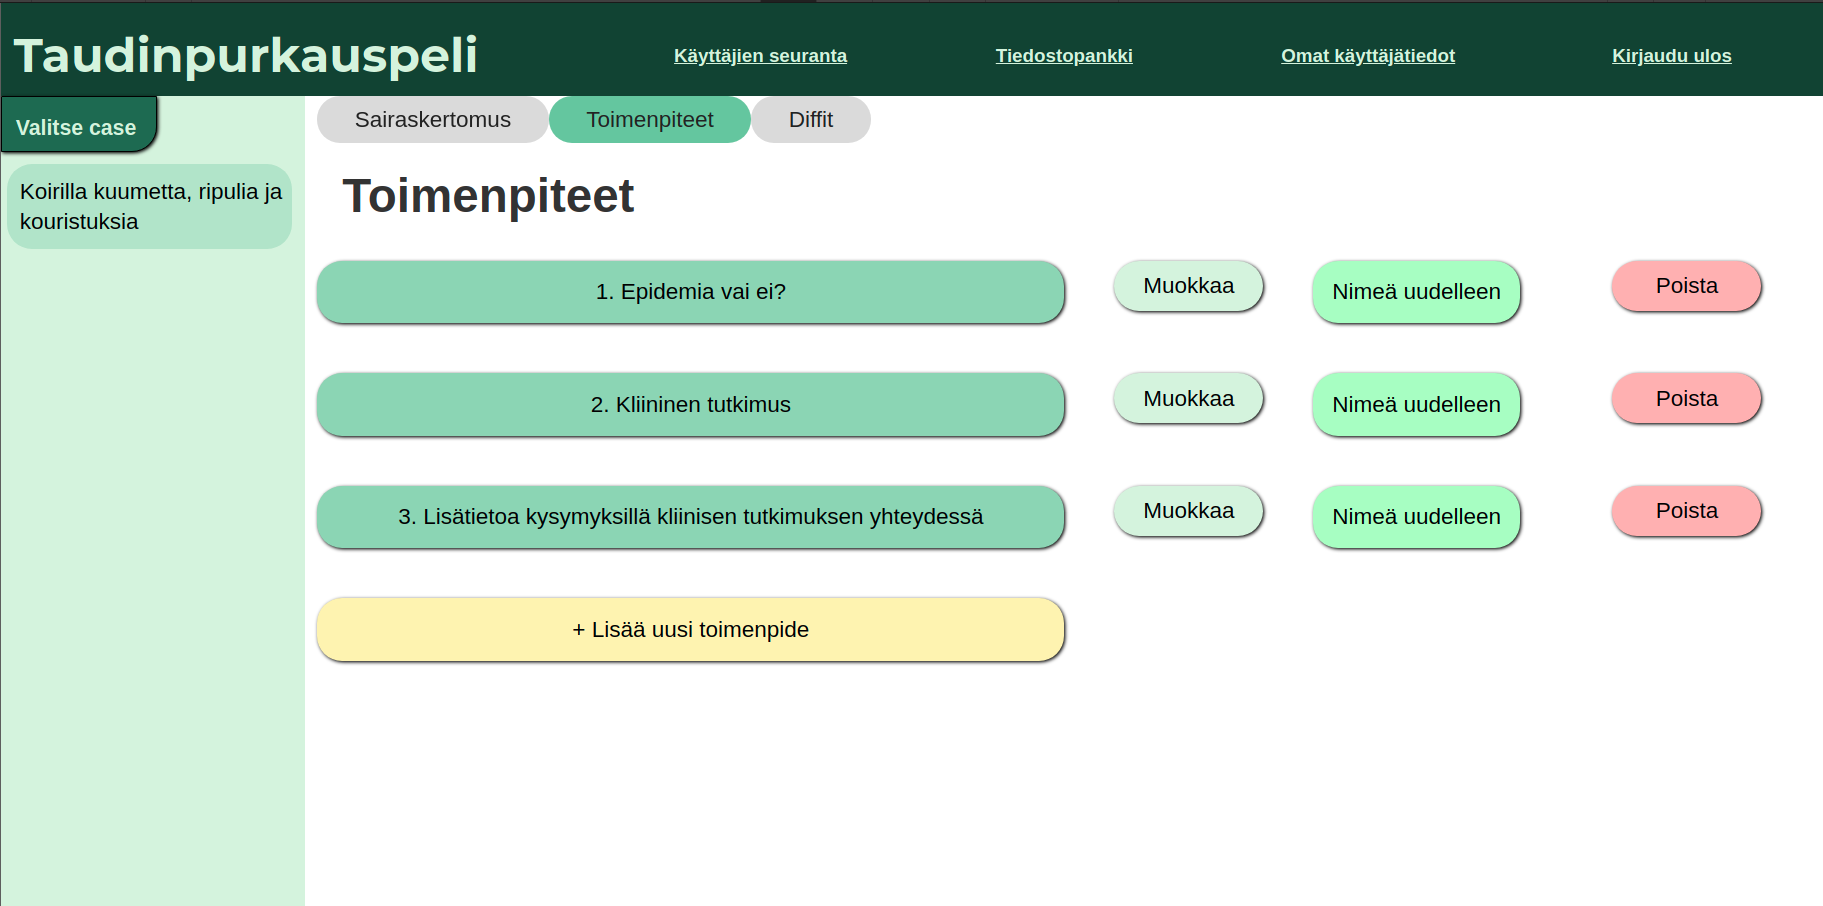 Taudinpurkauspeli
Käyttäjien seuranta
Tiedostopankki
Omat käyttäjätiedot
Kirjaudu ulos
Valitse case
Koirilla kuumetta, ripulia ja
kouristuksia
Sairaskertomus
Toimenpiteet
Diffit
Toimenpiteet
1. Epidemia vai ei?
Muokkaa
Nimeä uudelleen
Poista
2. Kliininen tutkimus
Muokkaa
Nimeä uudelleen
Poista
3. Lisätietoa kysymyksillä kliinisen tutkimuksen yhteydessä
Muokkaa
Nimeä uudelleen
Poista
+ Lisää uusi toimenpide